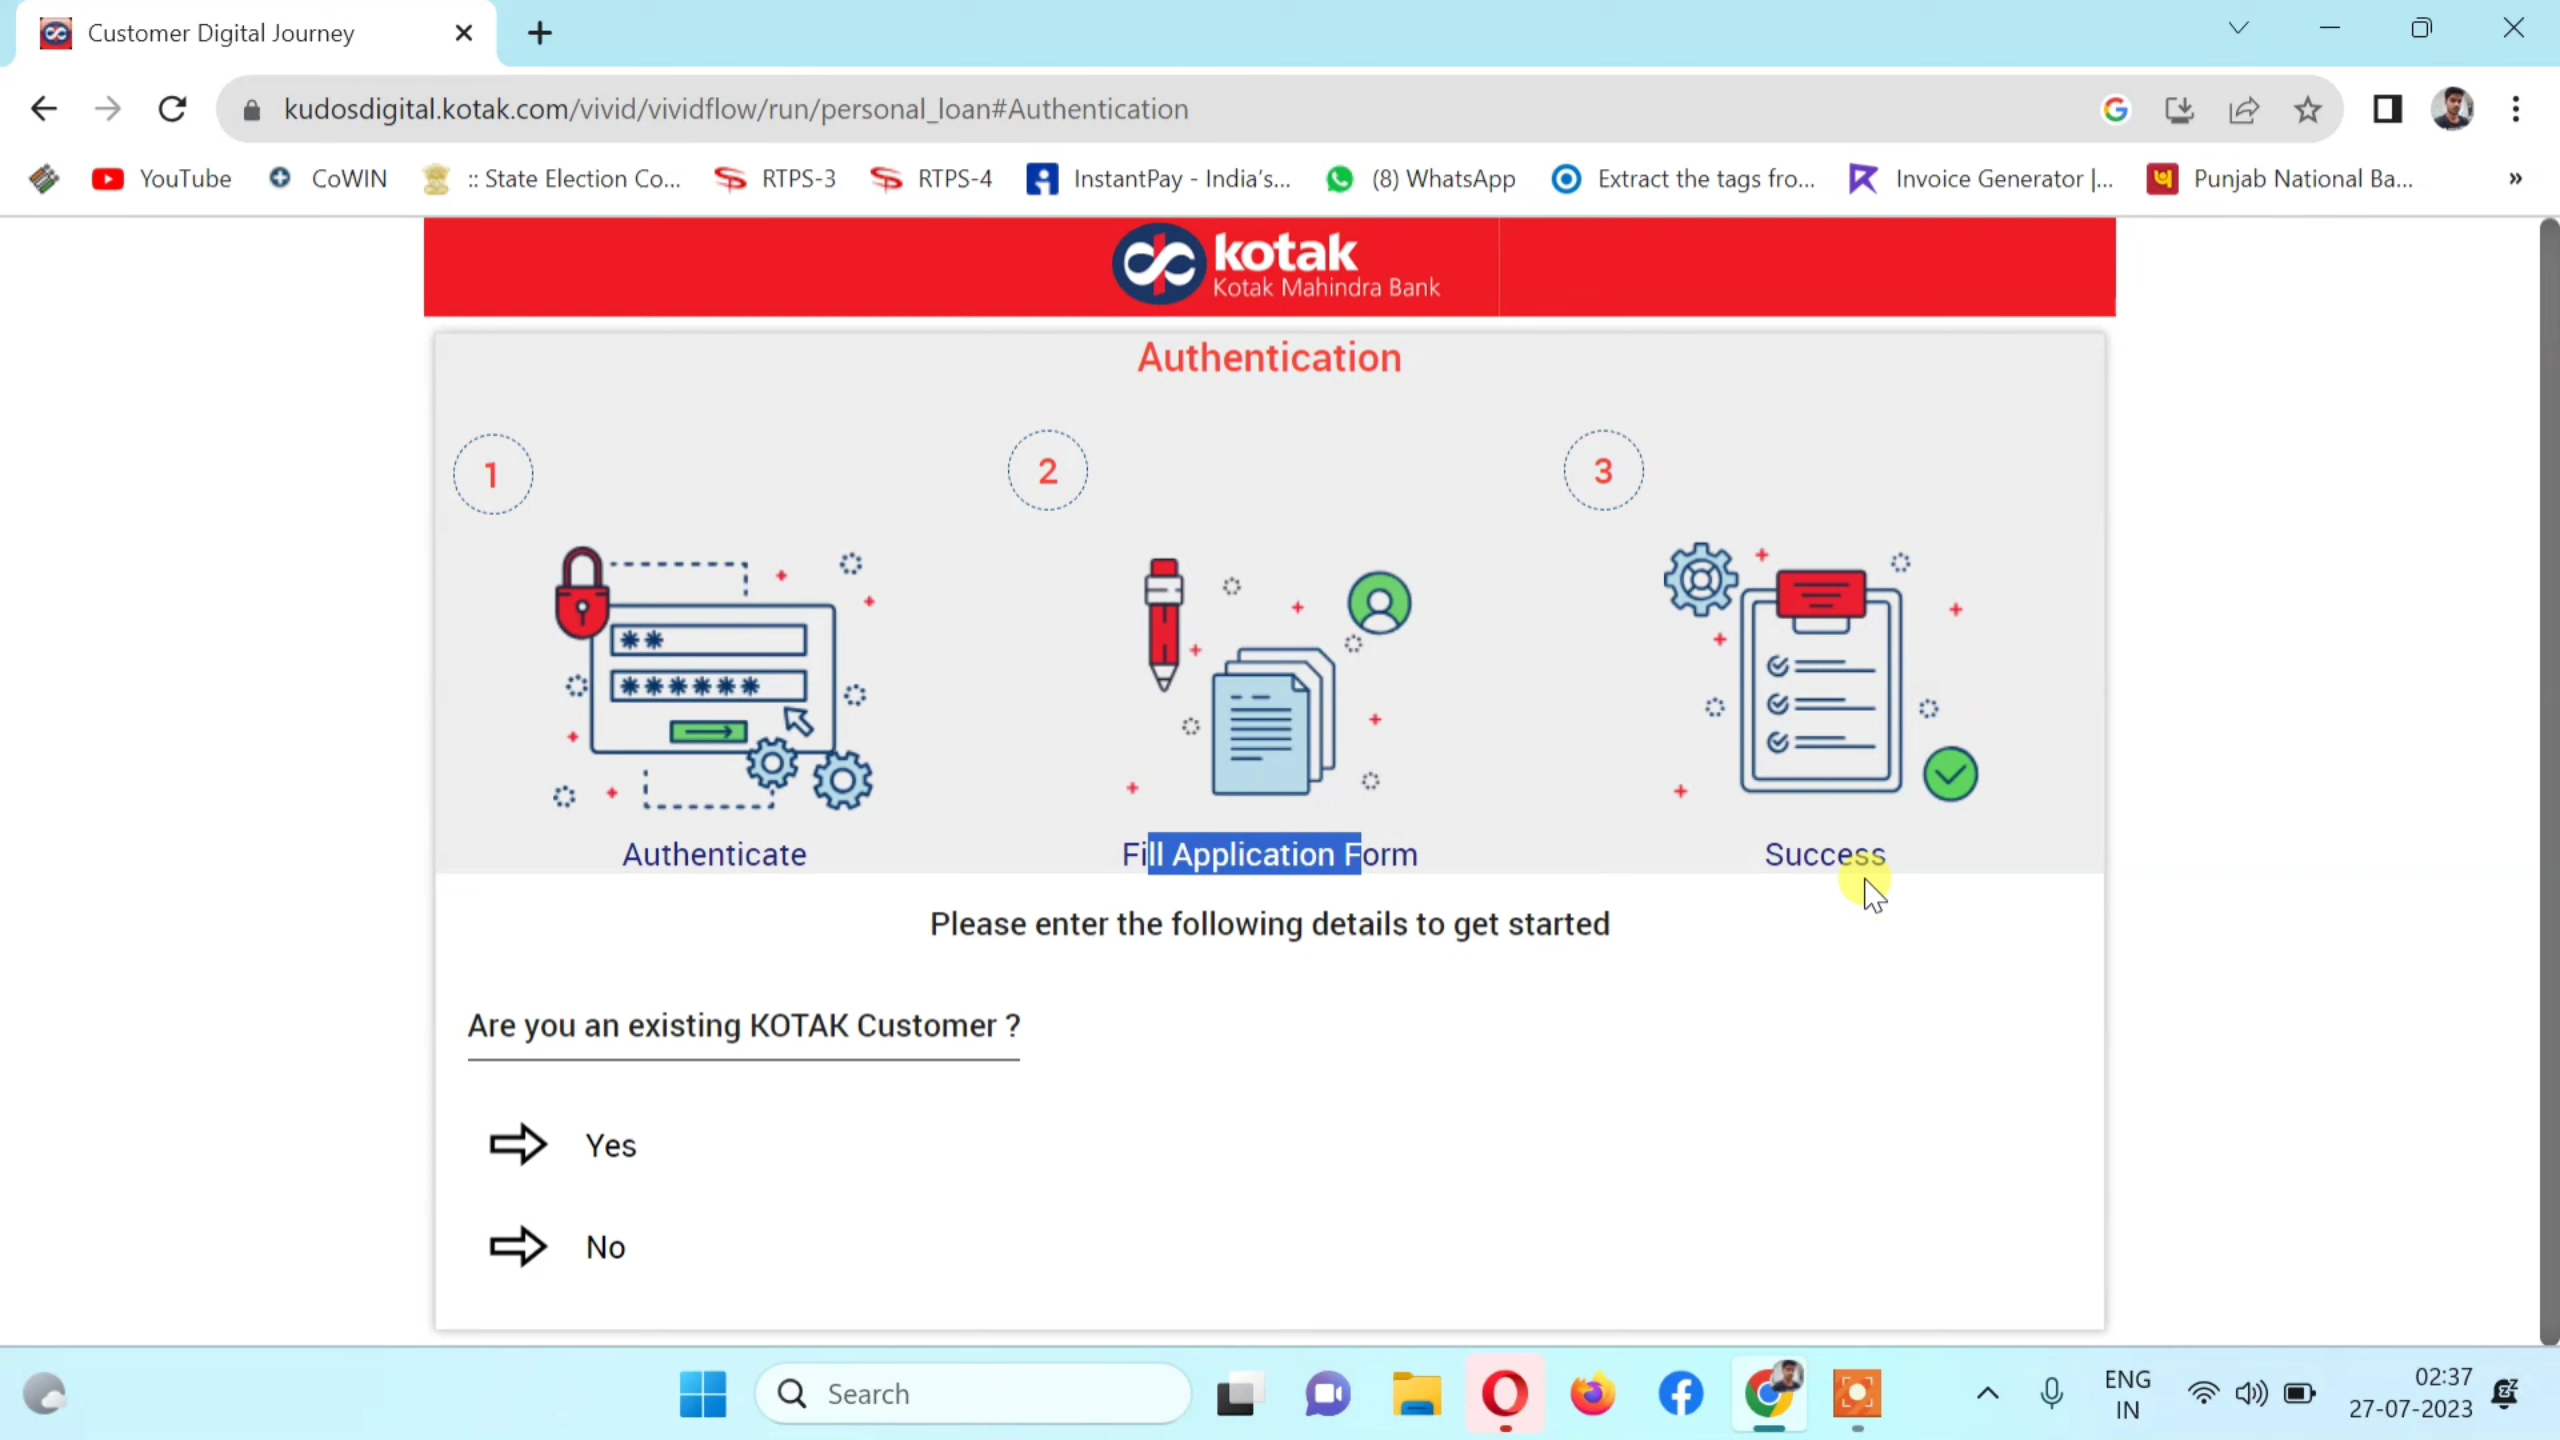 Customer Digital Journey
kudosdigital.kotak.com/vivid/vividflow/run/personal_loan#Authentication
YouTube CoWIN :: State Election Co... RTPS-3 RTPS-4 InstantPay - India's... (8) WhatsApp Extract the tags fro... Invoice Generator |... Punjab National Ba... »
kotak
Kotak Mahindra Bank
Authentication
1 2 3
Authenticate Fill Application Form Success
Please enter the following details to get started
Are you an existing KOTAK Customer ?
Yes
No
Search
ENG
IN
02:37
27-07-2023